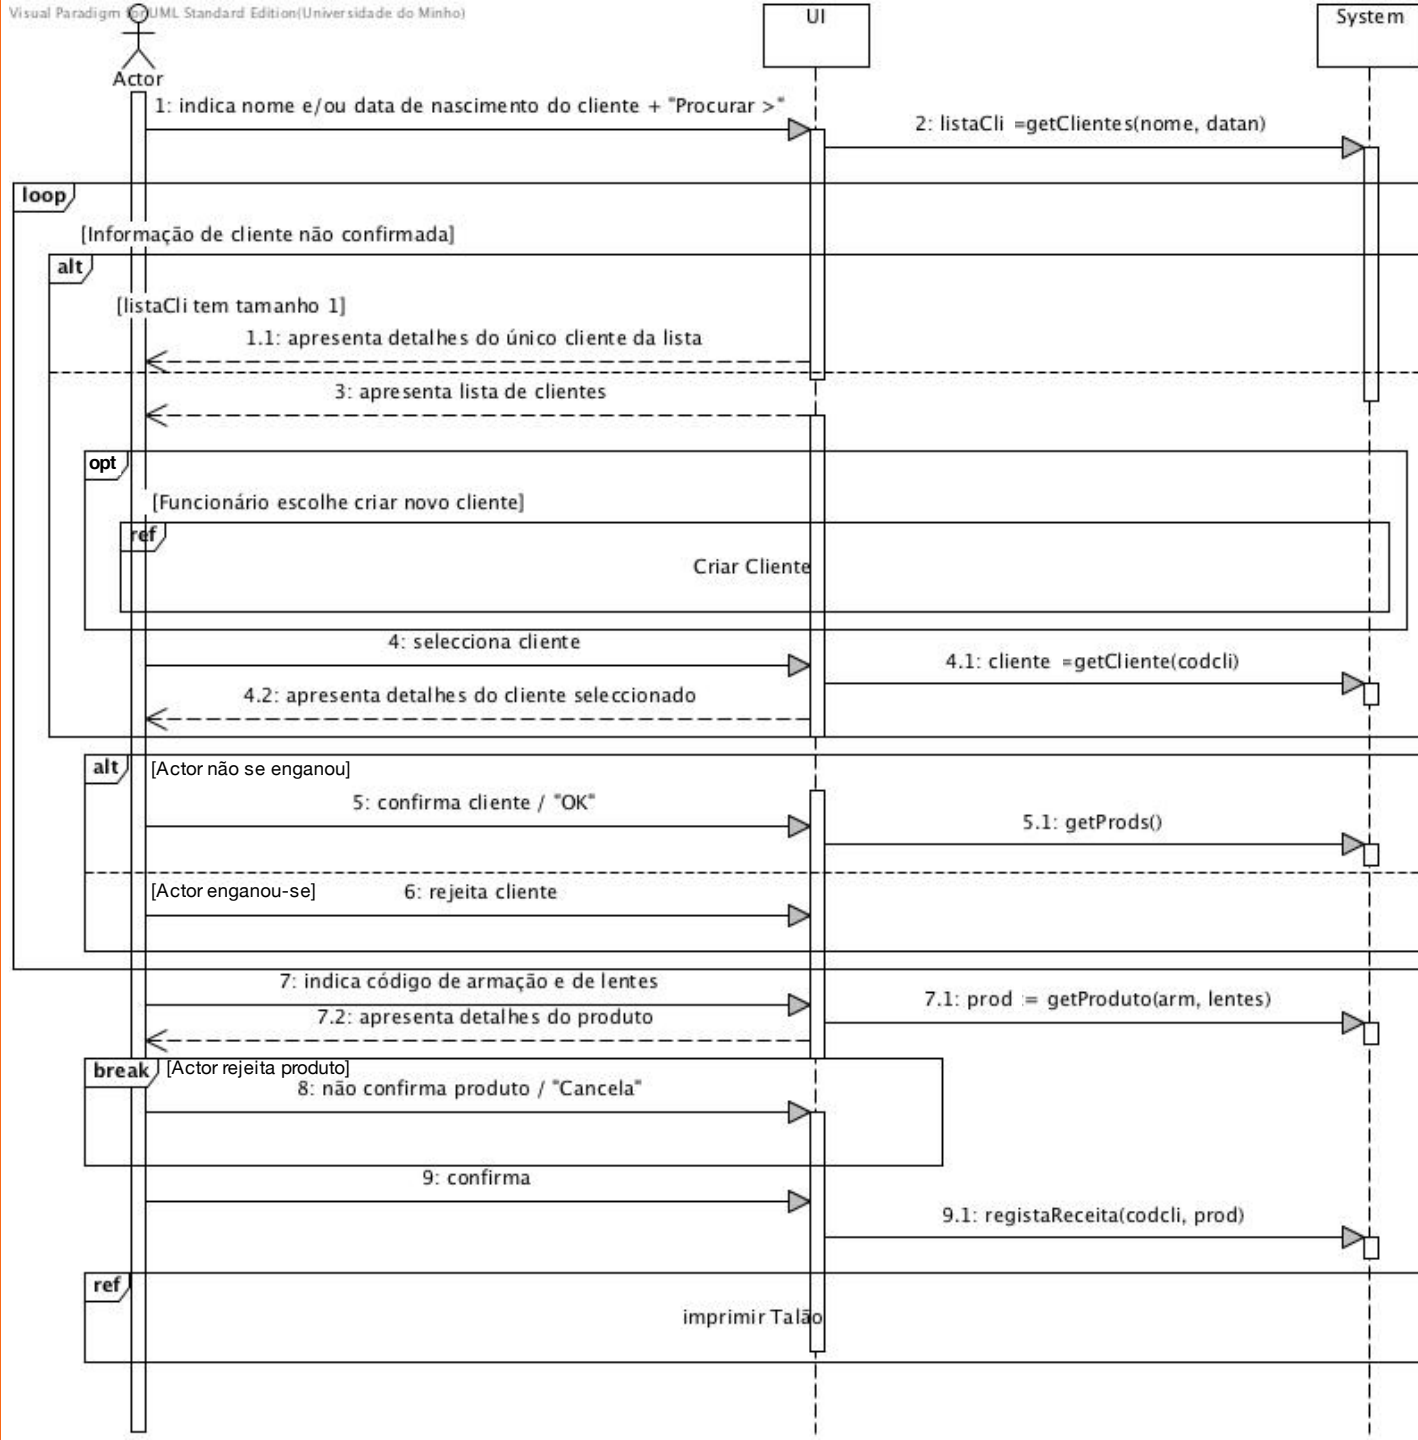 Visual Paradigm for UML Standard Edition(Universidade do Minho)
UI
System
Actor
1: indica nome e/ou data de nascimento do cliente + "Procurar >"
2: listaCli =getClientes(nome, datan)
loop
[Informação de cliente não confirmada]
alt
[listaCli tem tamanho 1]
1.1: apresenta detalhes do único cliente da lista
3: apresenta lista de clientes
opt
[Funcionário escolhe criar novo cliente]
ref
Criar Cliente
4: selecciona cliente
4.1: cliente =getCliente(codcli)
4.2: apresenta detalhes do cliente seleccionado
alt
[Actor não se enganou]
5: confirma cliente / "OK"
5.1: getProds()
[Actor enganou-se]
6: rejeita cliente
7: indica código de armação e de lentes
7.1: prod := getProduto(arm, lentes)
7.2: apresenta detalhes do produto
break
[Actor rejeita produto]
8: não confirma produto / "Cancela"
9: confirma
9.1: registaReceita(codcli, prod)
ref
imprimir Talão